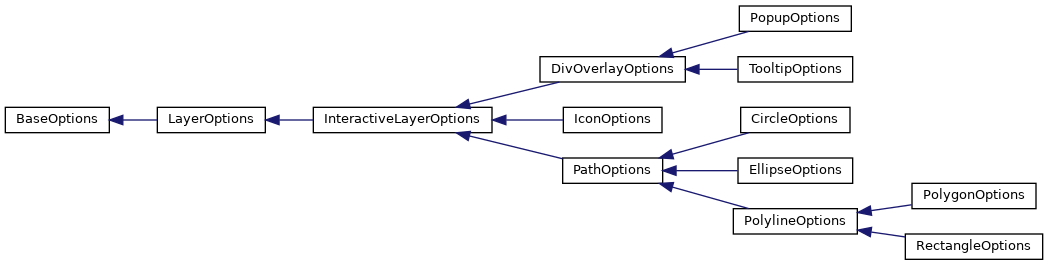 PopupOptions
DivOverlayOptions
TooltipOptions
BaseOptions
LayerOptions
InteractiveLayerOptions
IconOptions
CircleOptions
PathOptions
EllipseOptions
PolygonOptions
PolylineOptions
RectangleOptions